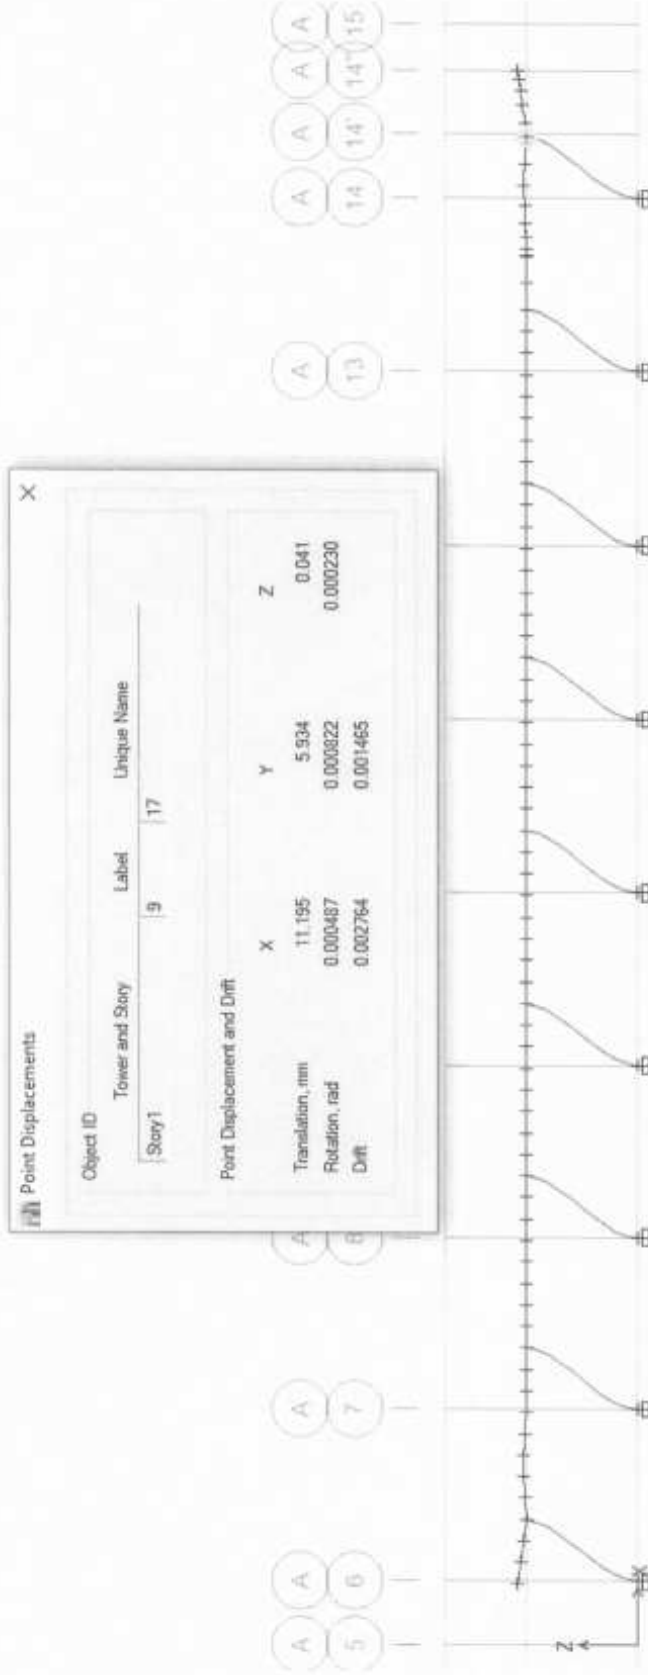 Point Displacements
Object ID
Tower and Story Label Unique Name
Story1 9 17
Point Displacement and Drift
X Y Z
Translation, mm 11.195 5.934 0.041
Rotation, rad 0.000487 0.000822 0.000230
Drift 0.002764 0.001465
A A A A A A A A A
5 6 7 8 13 14 14' 14" 15
Z
X